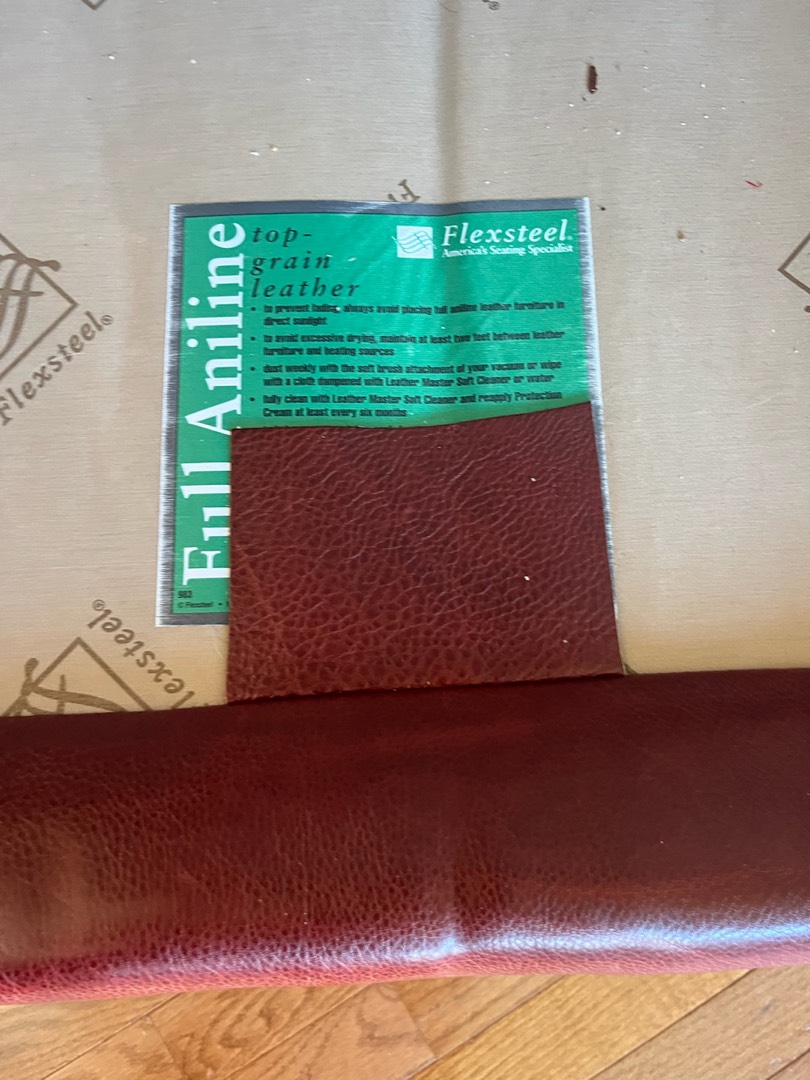 Full Aniline
top-
grain
leather
Flexsteel®
America's Seating Specialist
• to prevent fading, always avoid placing full aniline leather furniture in
direct sunlight
• to avoid excessive drying, maintain at least two feet between leather
furniture and heating sources
• dust weekly with the soft brush attachment of your vacuum or wipe
with a cloth dampened with Leather Master Soft Cleaner or water
• fully clean with Leather Master Soft Cleaner and reapply Protection
Cream at least every six months
983
© Flexsteel •
Flexsteel®
Flexsteel®